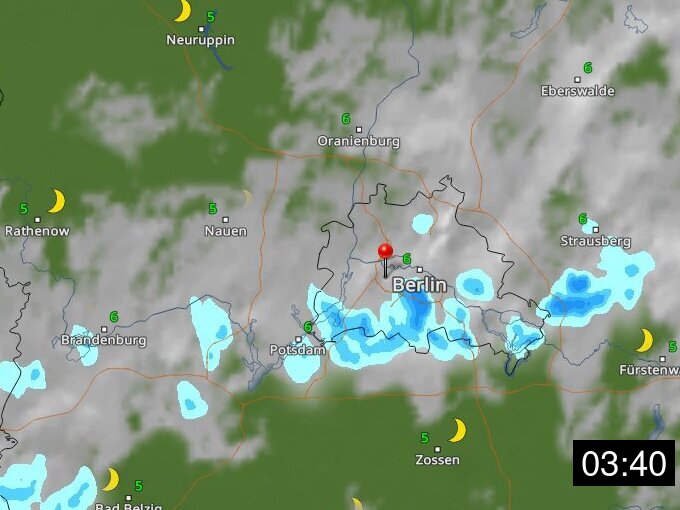 5
Neuruppin
6
Eberswalde
6
Oranienburg
5
Rathenow
5
Nauen
6
Strausberg
6
Berlin
6
Brandenburg
6
Potsdam
5
Fürstenwa
5
Zossen
03:40
5
Bad Belzig